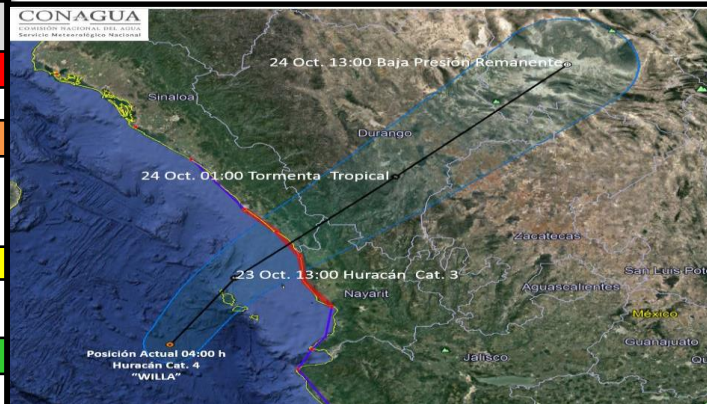 CONAGUA
COMISIÓN NACIONAL DEL AGUA
Servicio Meteorológico Nacional
24 Oct. 13:00 Baja Presión Remanente
Sinaloa
Durango
24 Oct. 01:00 Tormenta Tropical
Zacatecas
23 Oct. 13:00 Huracán Cat. 3
San Luis Poto
Nayarit
Aguascalientes
México
Guanajuato
Posición Actual 04:00 h
Huracán Cat. 4
"WILLA"
Jalisco
Qu